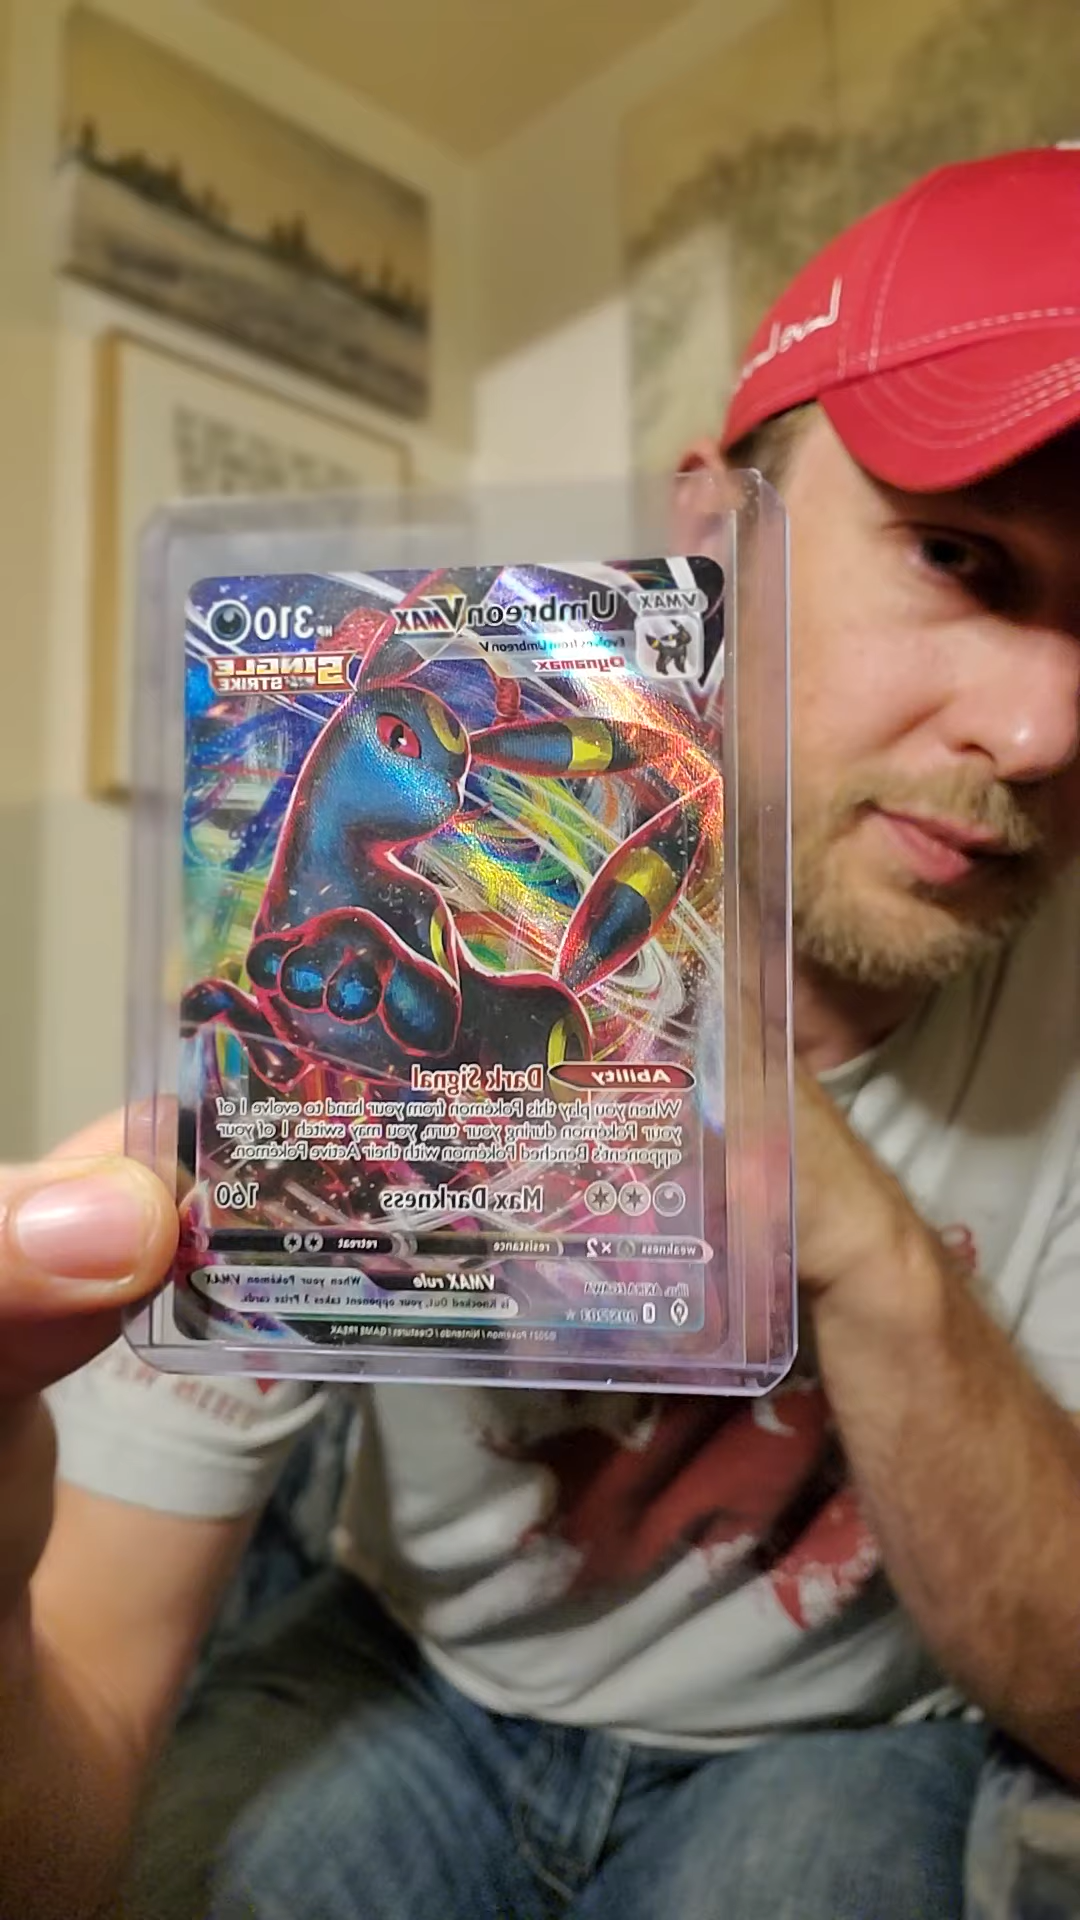 VMAX
Umbreon VMAX
HP 310
Evolves from Umbreon V
Dynamax
SINGLE
STRIKE
Ability Dark Signal
When you play this Pokémon from your hand to evolve 1 of
your Pokémon during your turn, you may switch 1 of your
opponent's Benched Pokémon with their Active Pokémon.
Max Darkness 160
weakness ×2 resistance retreat
VMAX rule When your Pokémon VMAX
is Knocked Out, your opponent takes 3 Prize cards.
Illus. AKIRA EGAWA
095/203
©2021 Pokémon / Nintendo / Creatures / GAME FREAK